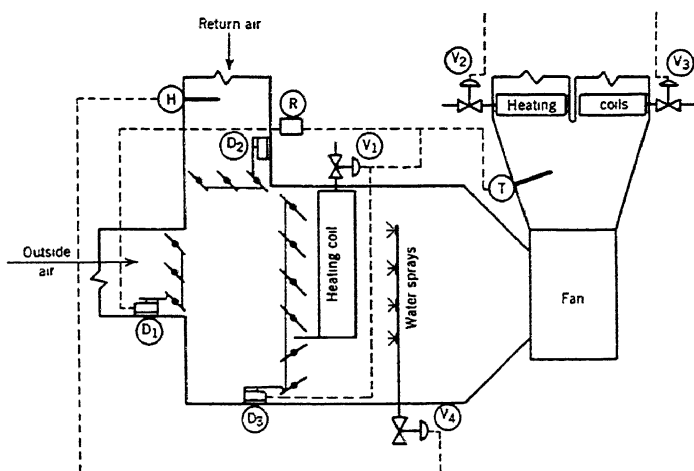 Return air
H
R
D2
V1
V2
V3
Heating
coils
T
Outside
air
Heating coil
Water sprays
Fan
D1
D3
V4